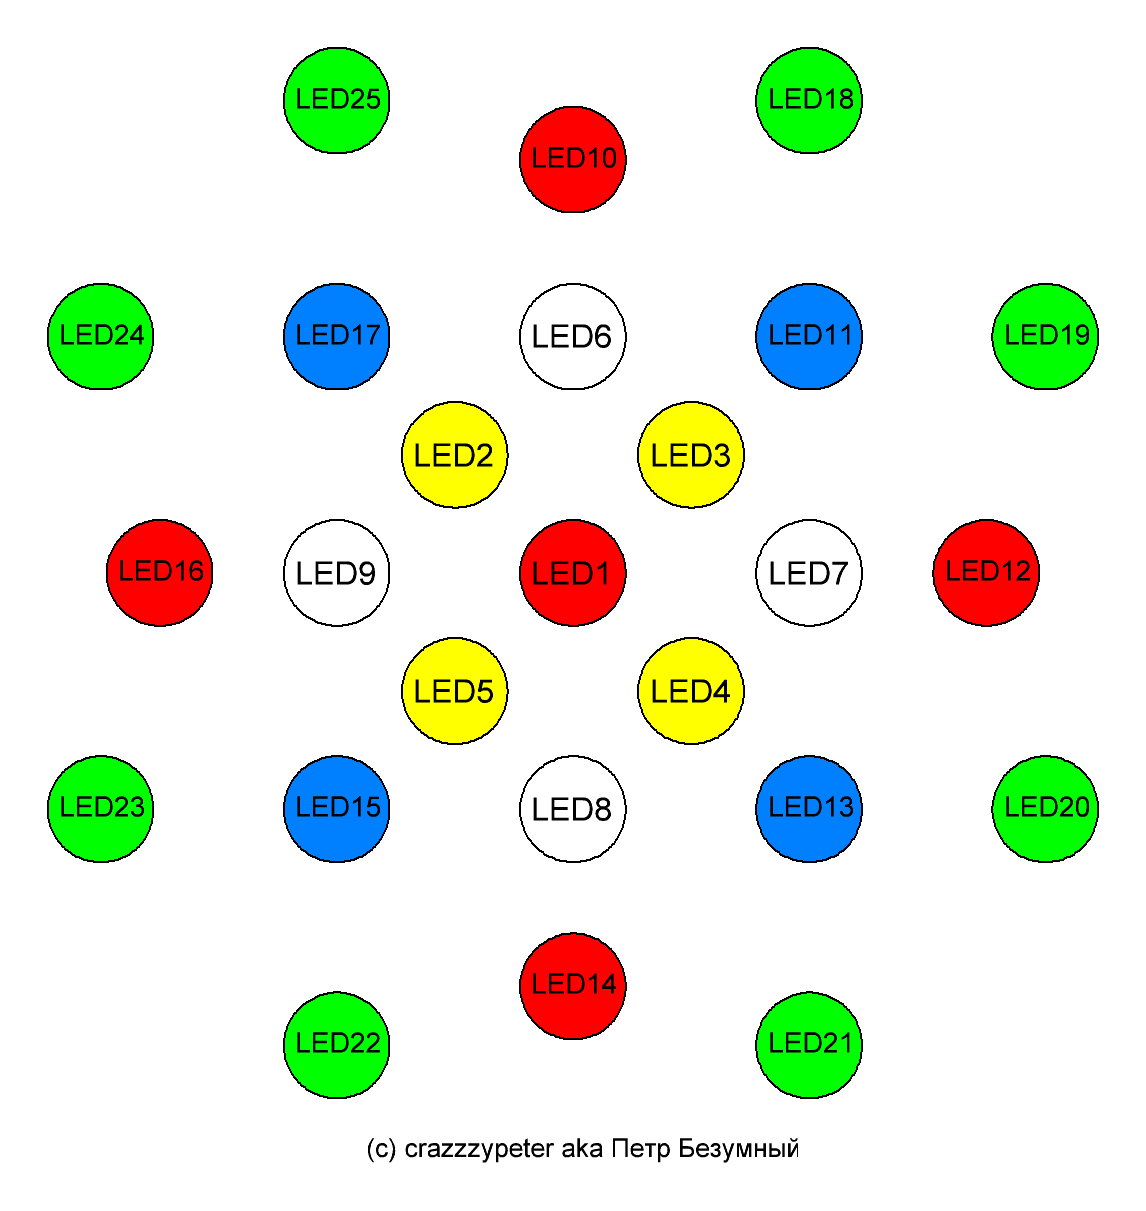 LED25
LED18
LED10
LED24
LED17
LED6
LED11
LED19
LED2
LED3
LED16
LED9
LED1
LED7
LED12
LED5
LED4
LED23
LED15
LED8
LED13
LED20
LED14
LED22
LED21
(c) crazzzypeter aka Петр Безумный